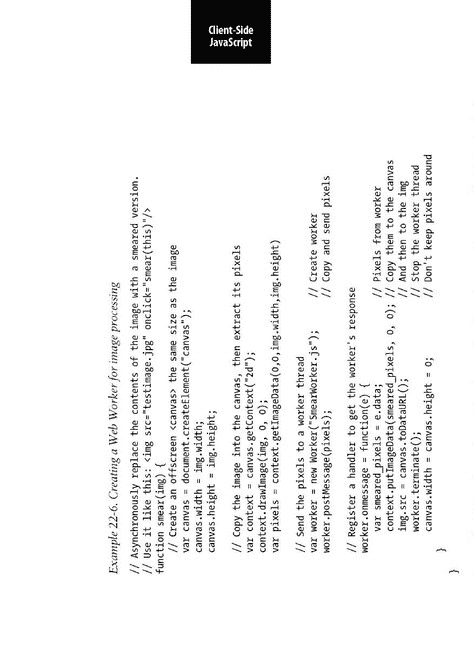 Client-Side
JavaScript
Example 22-6. Creating a Web Worker for image processing
// Asynchronously replace the contents of the image with a smeared version.
// Use it like this: <img src="testimage.jpg" onclick="smear(this)"/>
function smear(img) {
// Create an offscreen <canvas> the same size as the image
var canvas = document.createElement("canvas");
canvas.width = img.width;
canvas.height = img.height;
// Copy the image into the canvas, then extract its pixels
var context = canvas.getContext("2d");
context.drawImage(img, 0, 0);
var pixels = context.getImageData(0,0,img.width,img.height)
// Send the pixels to a worker thread
var worker = new Worker("SmearWorker.js"); // Create worker
worker.postMessage(pixels); // Copy and send pixels
// Register a handler to get the worker's response
worker.onmessage = function(e) {
var smeared_pixels = e.data; // Pixels from worker
context.putImageData(smeared_pixels, 0, 0); // Copy them to the canvas
img.src = canvas.toDataURL(); // And then to the img
worker.terminate(); // Stop the worker thread
canvas.width = canvas.height = 0; // Don't keep pixels around
}
}